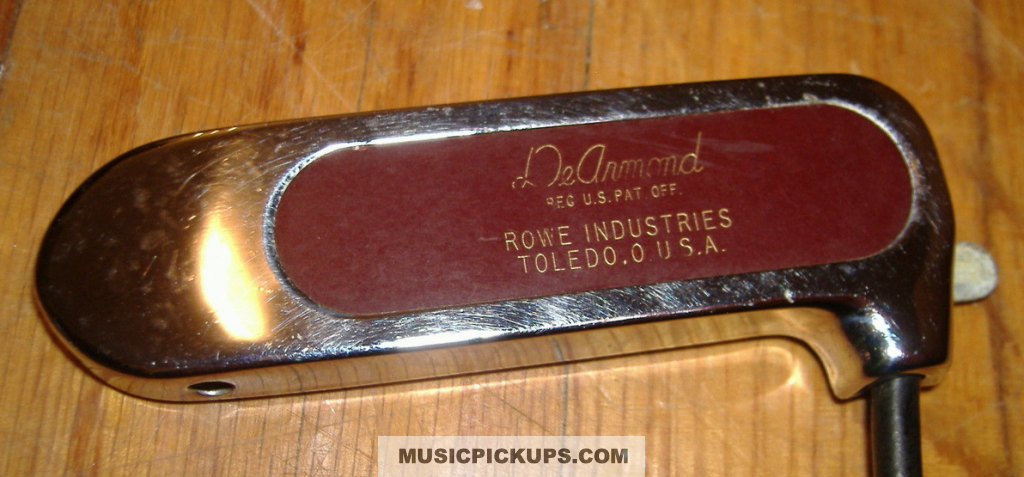 DeArmond
REG U.S. PAT OFF.
ROWE INDUSTRIES
TOLEDO, O U S.A.
MUSICPICKUPS.COM